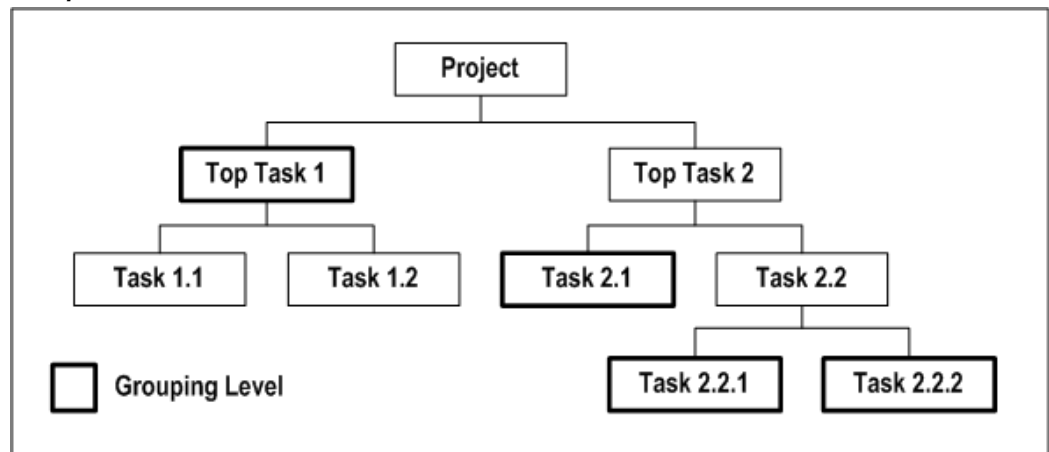 Project
Top Task 1
Top Task 2
Task 1.1
Task 1.2
Task 2.1
Task 2.2
Task 2.2.1
Task 2.2.2
Grouping Level